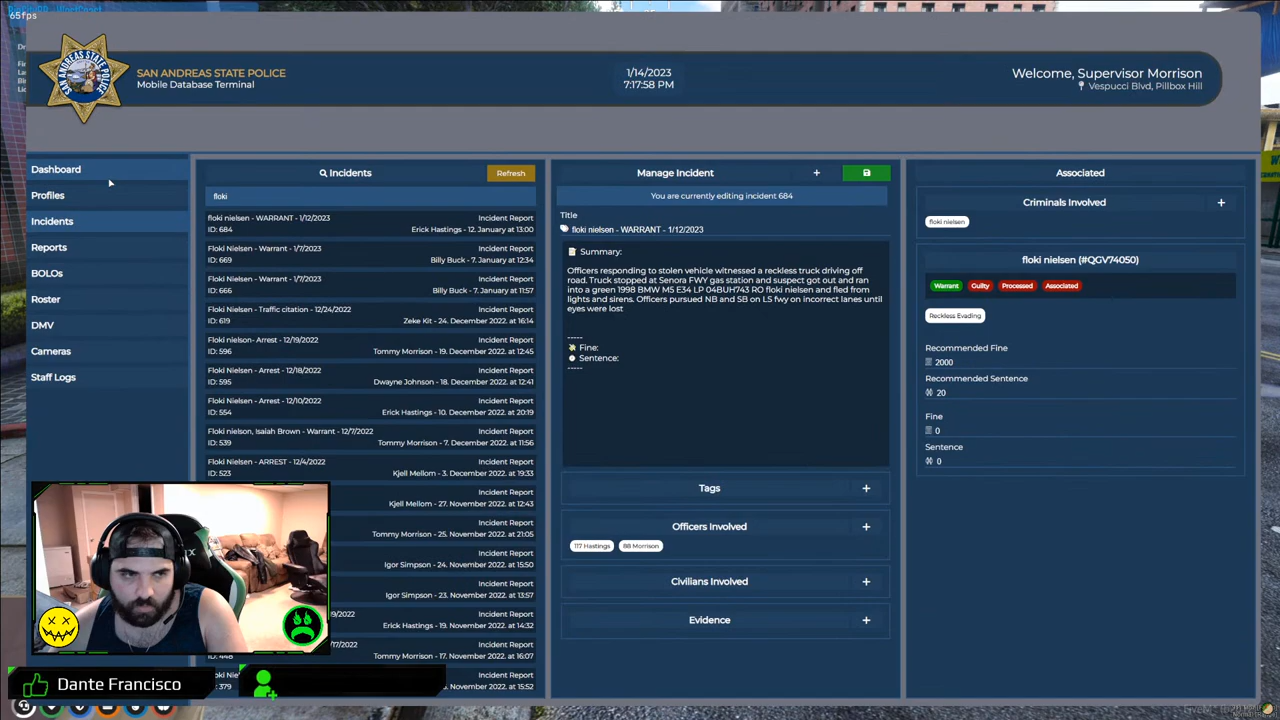 65fps
SAN ANDREAS STATE POLICE
Mobile Database Terminal
1/14/2023
7:17:58 PM
Welcome, Supervisor Morrison
Vespucci Blvd, Pillbox Hill
Dashboard
Profiles
Incidents
Reports
BOLOs
Roster
DMV
Cameras
Staff Logs
Incidents
Refresh
floki
floki nielsen - WARRANT - 1/12/2023 Incident Report
ID: 684 Erick Hastings - 12. January at 13:00
Floki Nielsen - Warrant - 1/7/2023 Incident Report
ID: 669 Billy Buck - 7. January at 12:34
Floki Nielsen - Warrant - 1/7/2023 Incident Report
ID: 666 Billy Buck - 7. January at 11:57
Floki Nielsen - Traffic citation - 12/24/2022 Incident Report
ID: 619 Zeke Kit - 24. December 2022. at 16:14
Floki nielson- Arrest - 12/19/2022 Incident Report
ID: 596 Tommy Morrison - 19. December 2022. at 12:45
Floki Nielsen - Arrest - 12/18/2022 Incident Report
ID: 595 Dwayne Johnson - 18. December 2022. at 12:41
Floki Nielsen - Arrest - 12/10/2022 Incident Report
ID: 554 Erick Hastings - 10. December 2022. at 20:19
Floki nielson, Isaiah Brown - Warrant - 12/7/2022 Incident Report
ID: 539 Tommy Morrison - 7. December 2022. at 11:56
Floki Nielsen - ARREST - 12/4/2022 Incident Report
ID: 523 Kjell Mellom - 3. December 2022. at 19:33
Incident Report
Kjell Mellom - 27. November 2022. at 12:43
Incident Report
Tommy Morrison - 25. November 2022. at 21:05
Incident Report
Igor Simpson - 24. November 2022. at 15:50
Incident Report
Igor Simpson - 23. November 2022. at 13:57
9/2022 Incident Report
Erick Hastings - 19. November 2022. at 14:32
17/2022 Incident Report
ID: 448 Tommy Morrison - 17. November 2022. at 16:07
Floki Nie Incident Report
ID: 379 November 2022. at 15:52
Manage Incident
You are currently editing incident 684
Title
floki nielsen - WARRANT - 1/12/2023
Summary:
Officers responding to stolen vehicle witnessed a reckless truck driving off
road. Truck stopped at Senora FWY gas station and suspect got out and ran
into a green 1998 BMW M5 E34 LP 04BUH743 RO floki nielsen and fled from
lights and sirens. Officers pursued NB and SB on LS fwy on incorrect lanes until
eyes were lost
-----
Fine:
Sentence:
-----
Tags
Officers Involved
117 Hastings 88 Morrison
Civilians Involved
Evidence
Associated
Criminals Involved
floki nielsen
floki nielsen (#QGV74050)
Warrant Guilty Processed Associated
Reckless Evading
Recommended Fine
2000
Recommended Sentence
20
Fine
0
Sentence
0
Dante Francisco